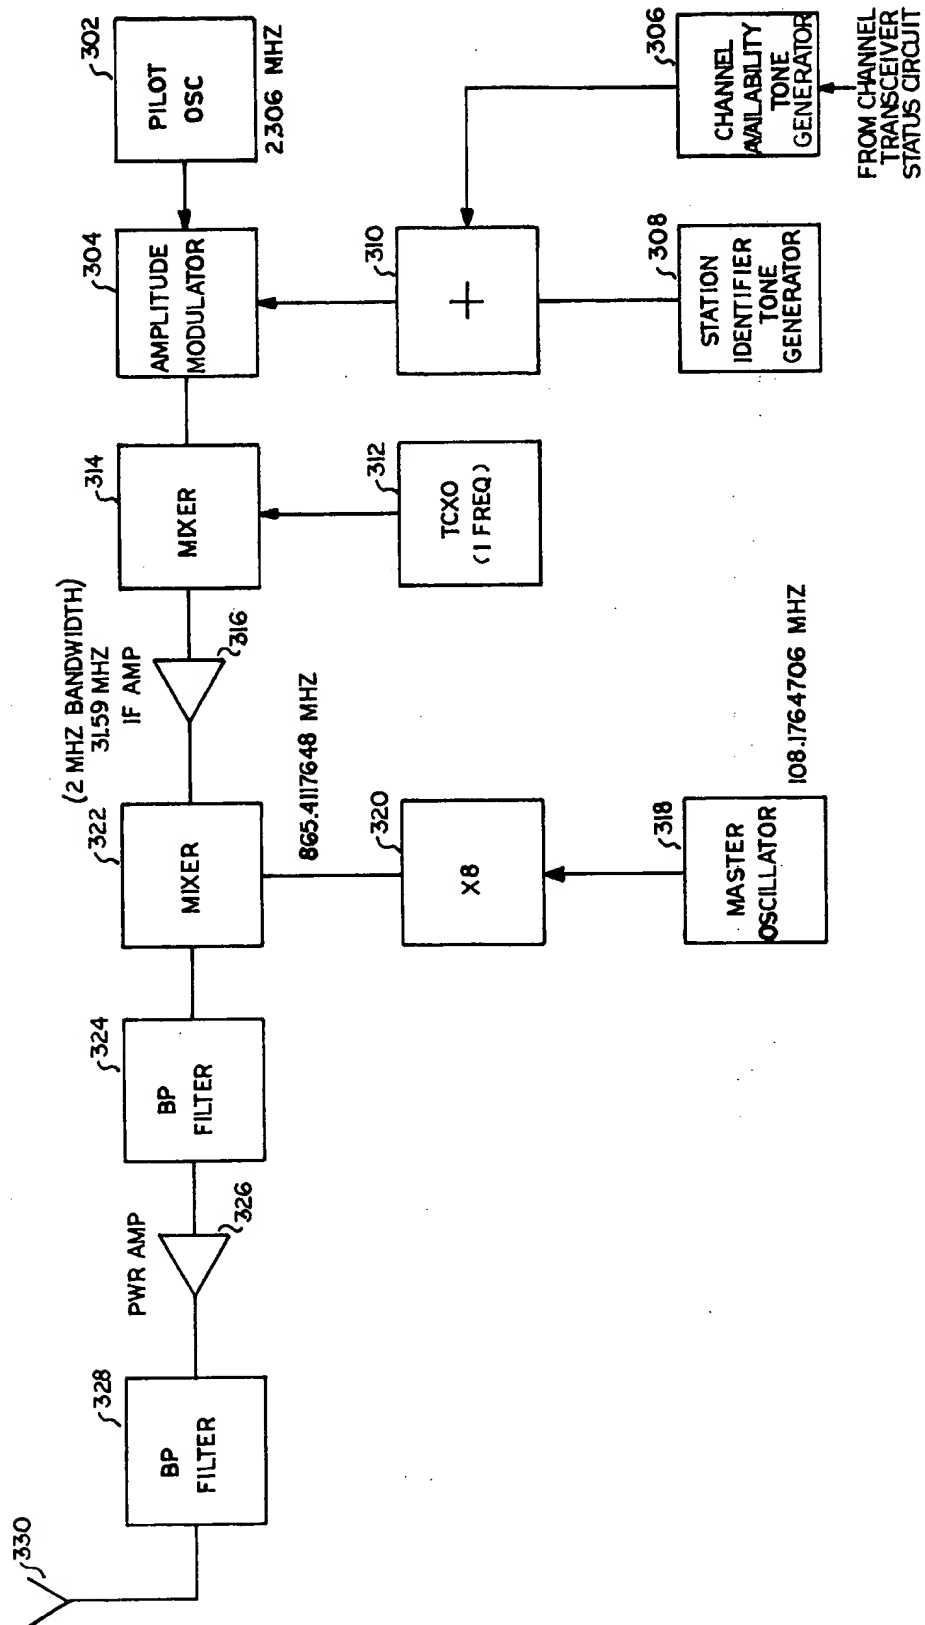 330
328
BP
FILTER
PWR AMP
326
324
BP
FILTER
322
MIXER
865.4117648 MHZ
320
X8
318
MASTER
OSCILLATOR
108.1764706 MHZ
(2 MHZ BANDWIDTH)
31.59 MHZ
IF AMP
316
314
MIXER
312
TCXO
(1 FREQ)
304
AMPLITUDE
MODULATOR
310
+
308
STATION
IDENTIFIER
TONE
GENERATOR
302
PILOT
OSC
2.306 MHZ
306
CHANNEL
AVAILABILITY
TONE
GENERATOR
FROM CHANNEL
TRANSCEIVER
STATUS CIRCUIT